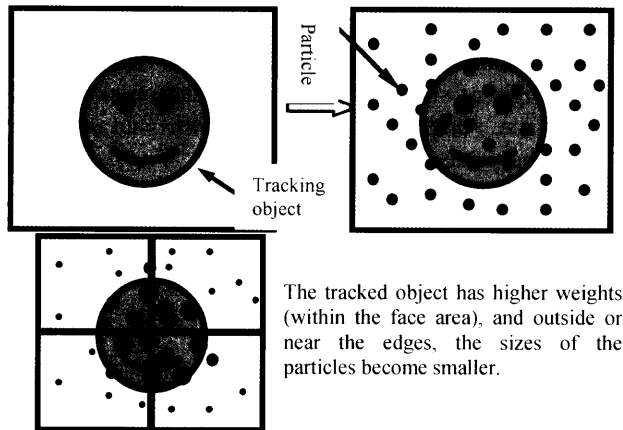 Particle
Tracking
object
The tracked object has higher weights
(within the face area), and outside or
near the edges, the sizes of the
particles become smaller.